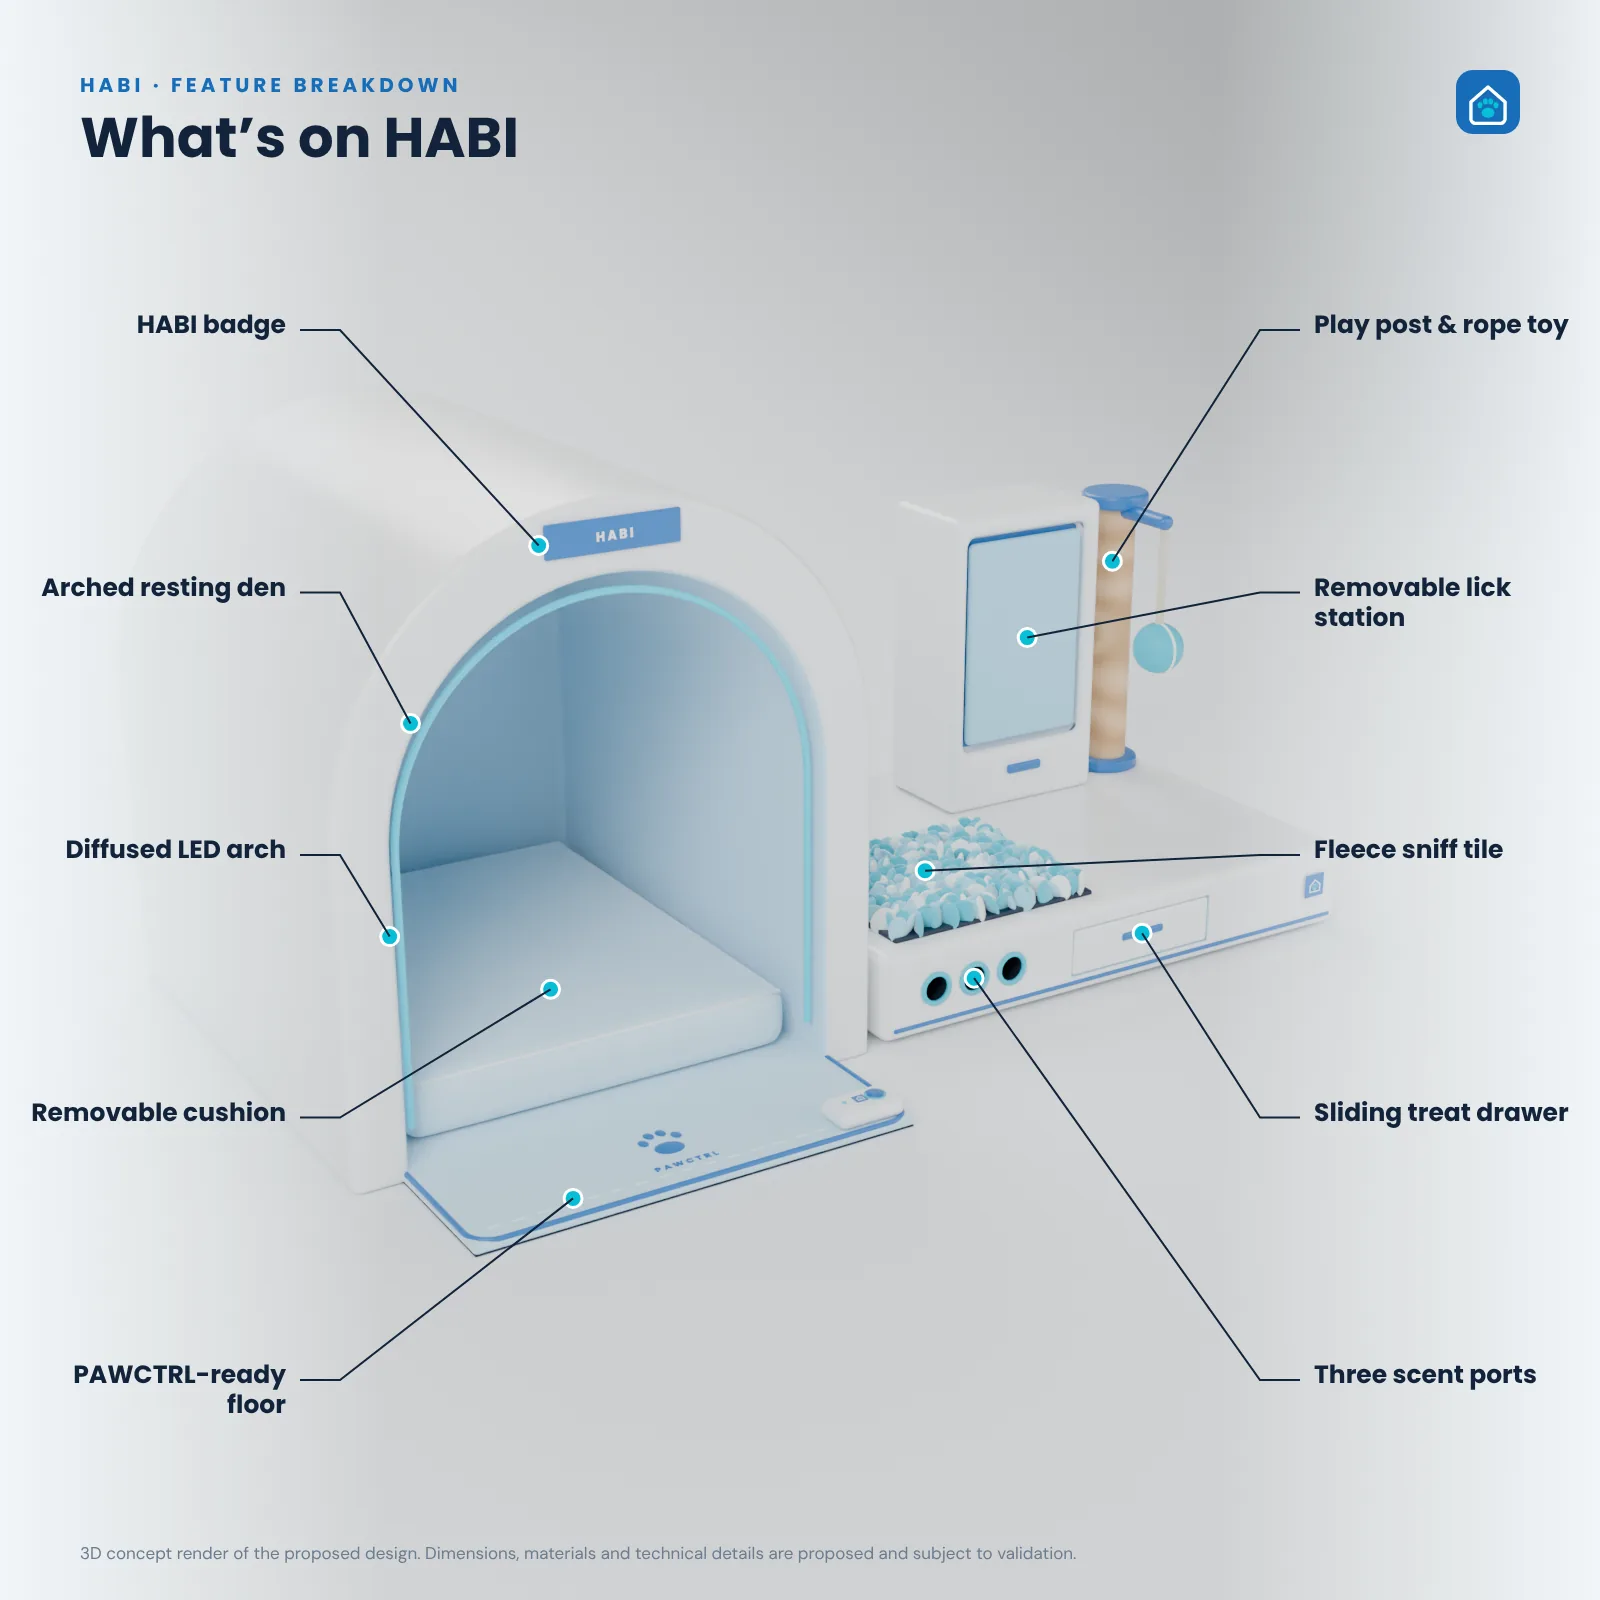 HABI · FEATURE BREAKDOWN
What's on HABI
HABI badge
Play post & rope toy
HABI
Arched resting den
Removable lick
station
Diffused LED arch
Fleece sniff tile
Removable cushion
Sliding treat drawer
PAWCTRL
PAWCTRL-ready
floor
Three scent ports
3D concept render of the proposed design. Dimensions, materials and technical details are proposed and subject to validation.